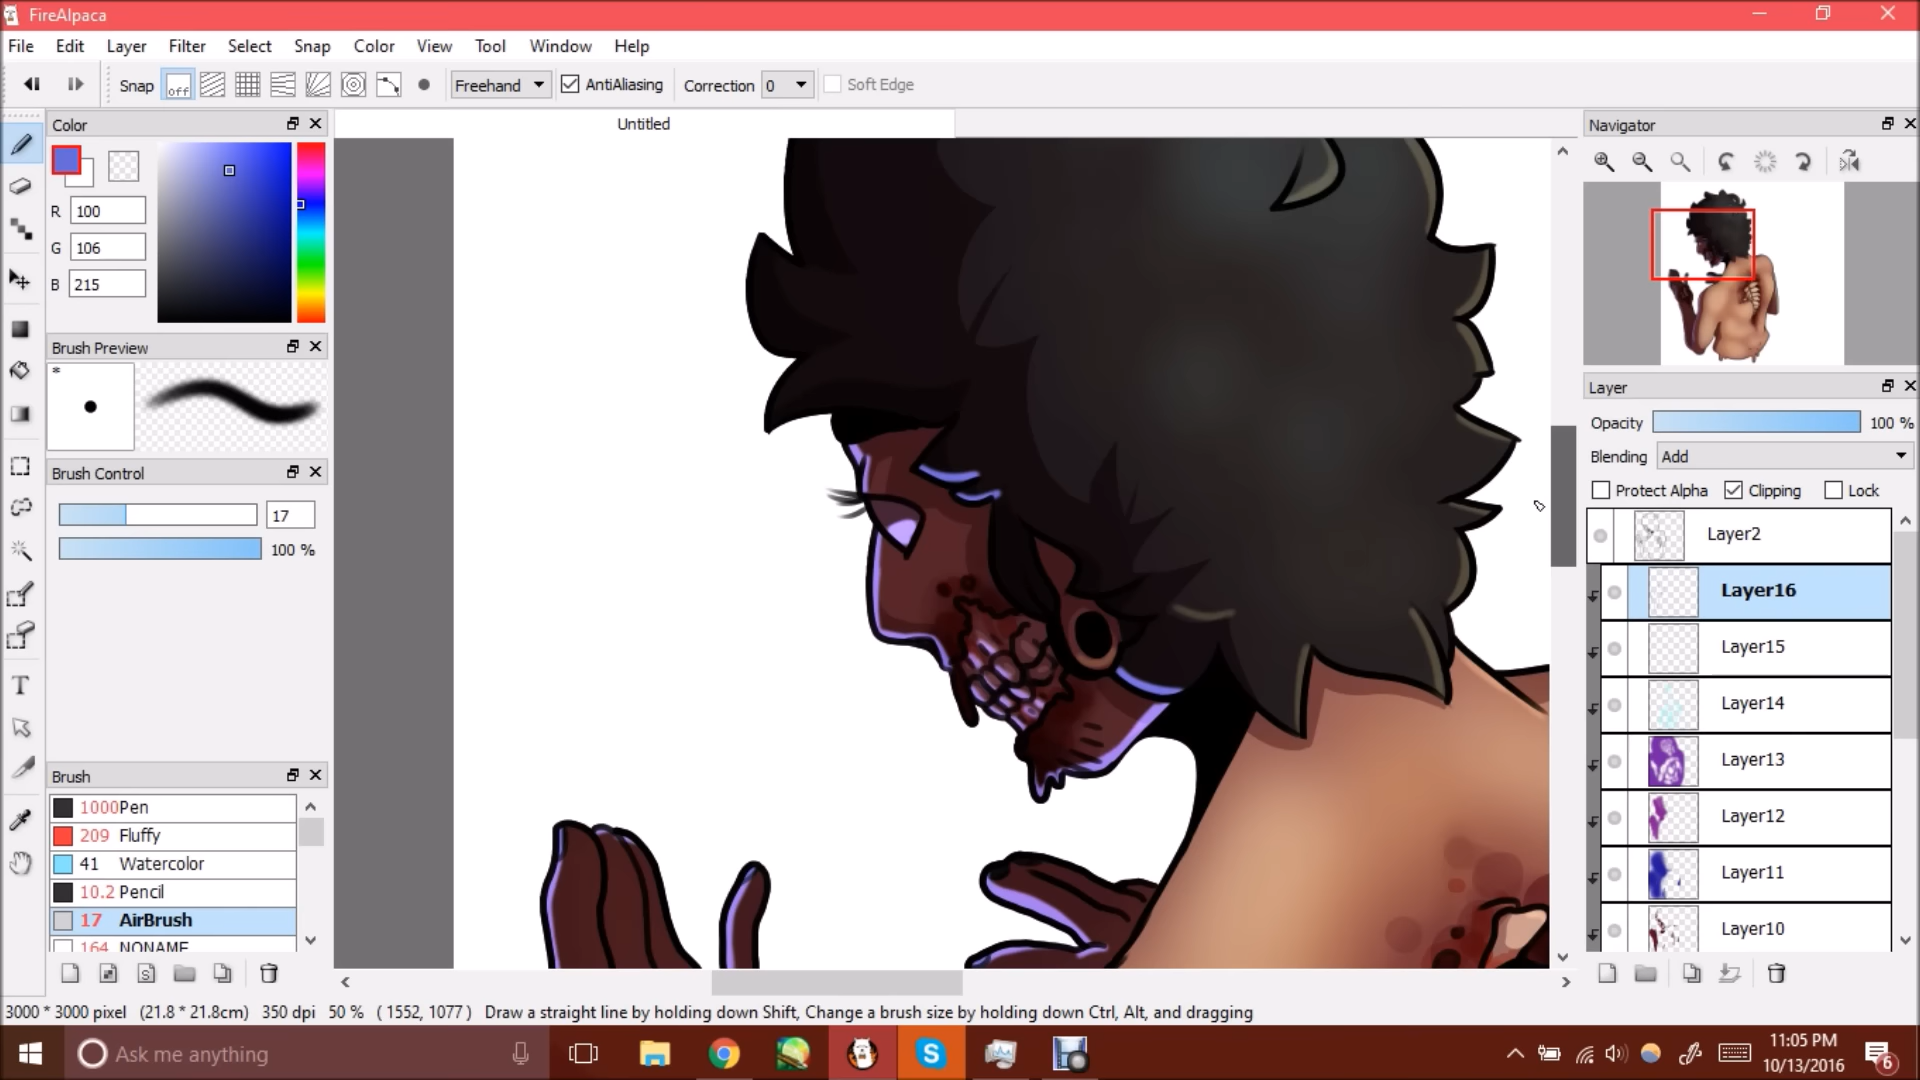 FireAlpaca
File Edit Layer Filter Select Snap Color View Tool Window Help
Snap off Freehand AntiAliasing Correction 0 Soft Edge
Color
Untitled
Navigator
R 100
G 106
B 215
Brush Preview
*
Layer
Opacity 100 %
Blending Add
Protect Alpha Clipping Lock
Brush Control
17
100 %
Layer2
Layer16
Layer15
Layer14
Layer13
Layer12
Layer11
Layer10
Brush
1000 Pen
209 Fluffy
41 Watercolor
10.2 Pencil
17 AirBrush
164 NONAME
T
S
3000 * 3000 pixel (21.8 * 21.8cm) 350 dpi 50 % ( 1552, 1077 ) Draw a straight line by holding down Shift, Change a brush size by holding down Ctrl, Alt, and dragging
Ask me anything
S
11:05 PM
10/13/2016
6